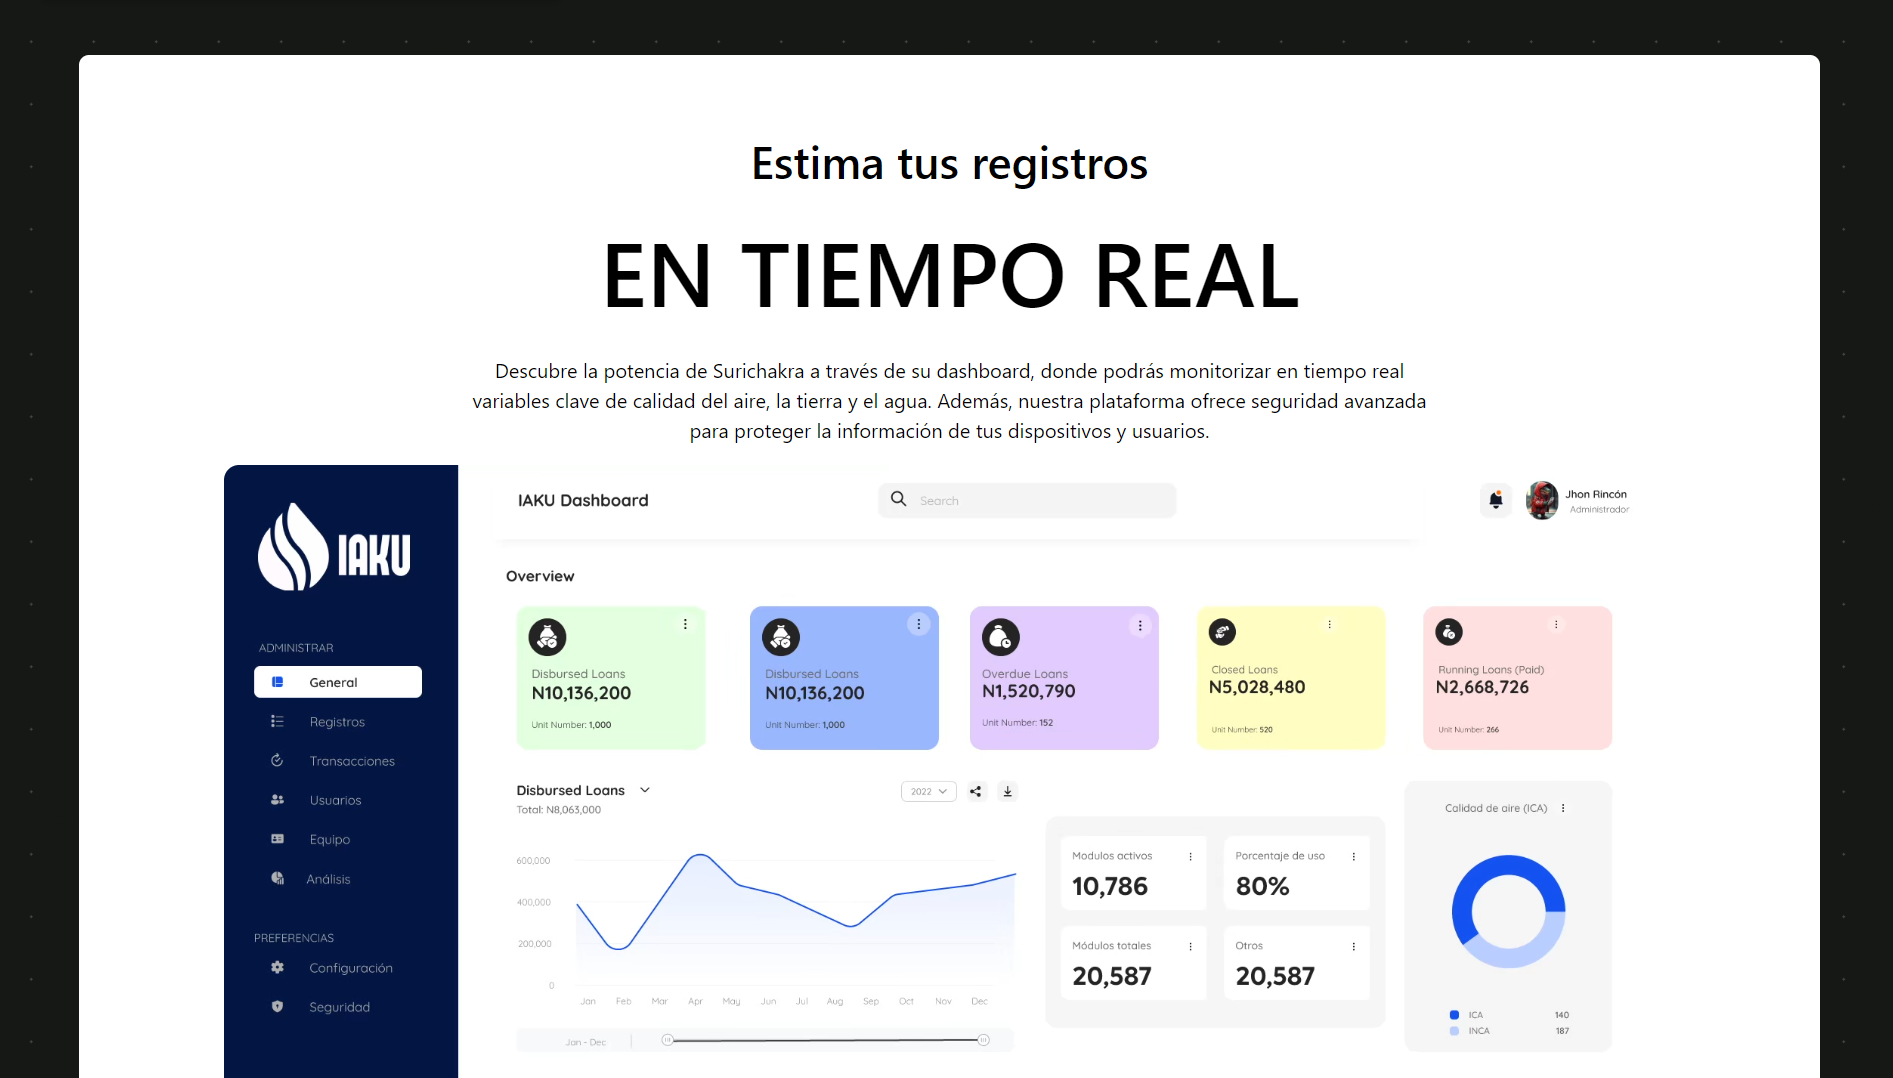 Estima tus registros
EN TIEMPO REAL
Descubre la potencia de Surichakra a través de su dashboard, donde podrás monitorizar en tiempo real
variables clave de calidad del aire, la tierra y el agua. Además, nuestra plataforma ofrece seguridad avanzada
para proteger la información de tus dispositivos y usuarios.
IAKU
ADMINISTRAR
General
Registros
Transacciones
Usuarios
Equipo
Análisis
PREFERENCIAS
Configuración
Seguridad
IAKU Dashboard
Search
Jhon Rincón
Administrador
Overview
Disbursed Loans
N10,136,200
Unit Number: 1,000
Disbursed Loans
N10,136,200
Unit Number: 1,000
Overdue Loans
N1,520,790
Unit Number: 152
Closed Loans
N5,028,480
Unit Number: 520
Running Loans (Paid)
N2,668,726
Unit Number: 266
Disbursed Loans
Total: N8,063,000
2022
600,000
400,000
200,000
0
Jan Feb Mar Apr May Jun Jul Aug Sep Oct Nov Dec
Jan - Dec
Modulos activos
10,786
Porcentaje de uso
80%
Módulos totales
20,587
Otros
20,587
Calidad de aire (ICA)
ICA 140
INCA 187